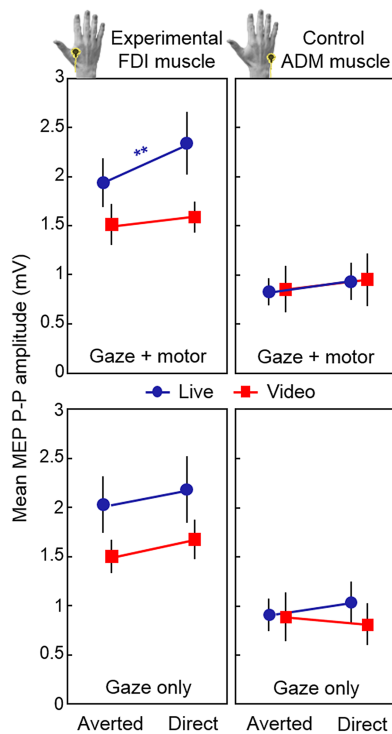 Experimental
FDI muscle
Control
ADM muscle
Mean MEP P-P amplitude (mV)
3
2.5
2
1.5
1
0.5
0
**
Gaze + motor
Gaze + motor
Live
Video
3
2.5
2
1.5
1
0.5
0
Gaze only
Gaze only
Averted
Direct
Averted
Direct